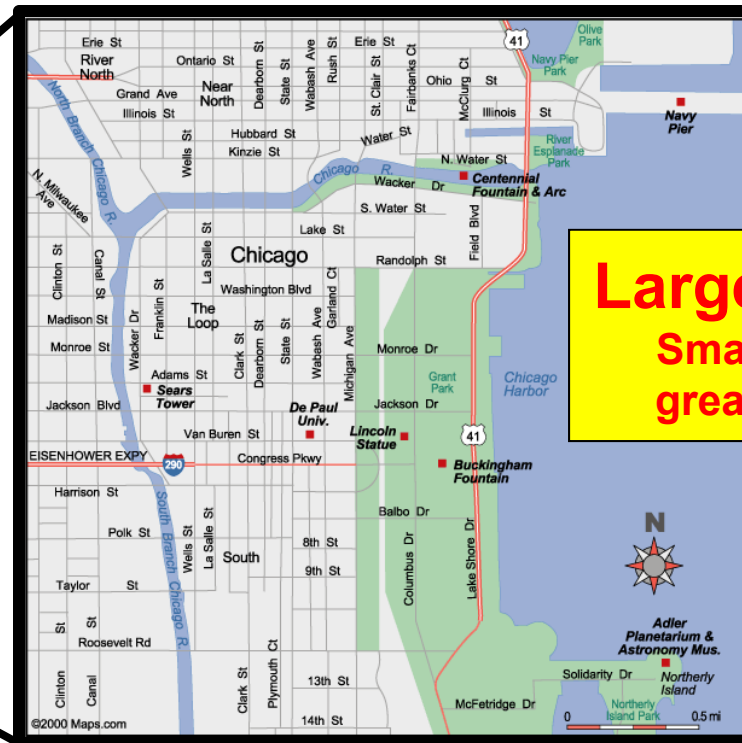 Erie St
River
North
Ontario St
Grand Ave
Illinois St
Near
North
Dearborn St
State St
Wabash Ave
Rush St
Erie St
St. Clair St
Fairbanks Ct
Ohio St
McClurg Ct
Illinois St
41
Olive
Park
Navy Pier
Park
Navy
Pier
River
Esplanade
Park
North Branch Chicago R.
Wells St
Hubbard St
Kinzie St
Water St
N. Water St
Chicago R.
Wacker Dr
Centennial
Fountain & Arc
N. Milwaukee
Ave
S. Water St
Lake St
Field Blvd
Chicago
Randolph St
Clinton St
Canal St
La Salle St
Washington Blvd
Garland Ct
Franklin St
The
Loop
Madison St
Monroe St
Wacker Dr
Clark St
Dearborn St
State St
Wabash Ave
Michigan Ave
Monroe Dr
Adams St
Sears
Tower
Grant
Park
Chicago
Harbor
Large
Sma
grea
Jackson Blvd
De Paul
Univ.
Jackson Dr
Van Buren St
Lincoln
Statue
41
EISENHOWER EXPY
290
Congress Pkwy
Buckingham
Fountain
Harrison St
South Branch Chicago R.
Polk St
Wells St
La Salle St
South
8th St
9th St
Balbo Dr
Columbus Dr
Lake Shore Dr
N
Taylor St
Roosevelt Rd
Clinton St
Canal St
Clark St
Plymouth Ct
13th St
14th St
McFetridge Dr
Solidarity Dr
Adler
Planetarium &
Astronomy Mus.
Northerly
Island
Northerly
Island Park
0 0.5 mi
©2000 Maps.com